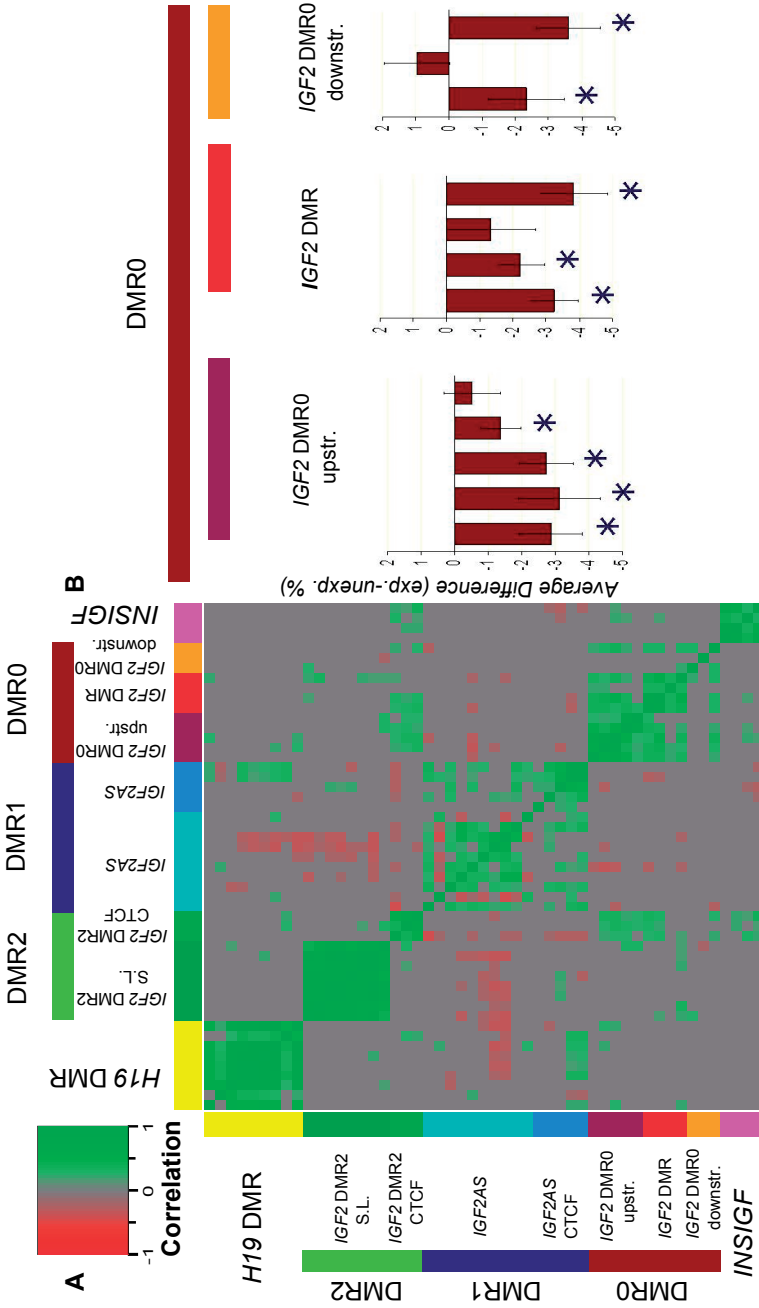 A
1
0
-1
Correlation
H19 DMR
DMR2
IGF2 DMR2
S.L.
IGF2 DMR2
CTCF
DMR1
IGF2AS
IGF2AS
DMR0
IGF2 DMR0
upstr.
IGF2 DMR
IGF2 DMR0
downstr.
INSIGF
H19 DMR
DMR2
IGF2 DMR2
S.L.
IGF2 DMR2
CTCF
DMR1
IGF2AS
IGF2AS
CTCF
DMR0
IGF2 DMR0
upstr.
IGF2 DMR
IGF2 DMR0
downstr.
INSIGF
B
DMR0
Average Difference (exp.-unexp. %)
IGF2 DMR0
upstr.
2
1
0
-1
-2
-3
-4
-5
IGF2 DMR
2
1
0
-1
-2
-3
-4
-5
IGF2 DMR0
downstr.
2
1
0
-1
-2
-3
-4
-5